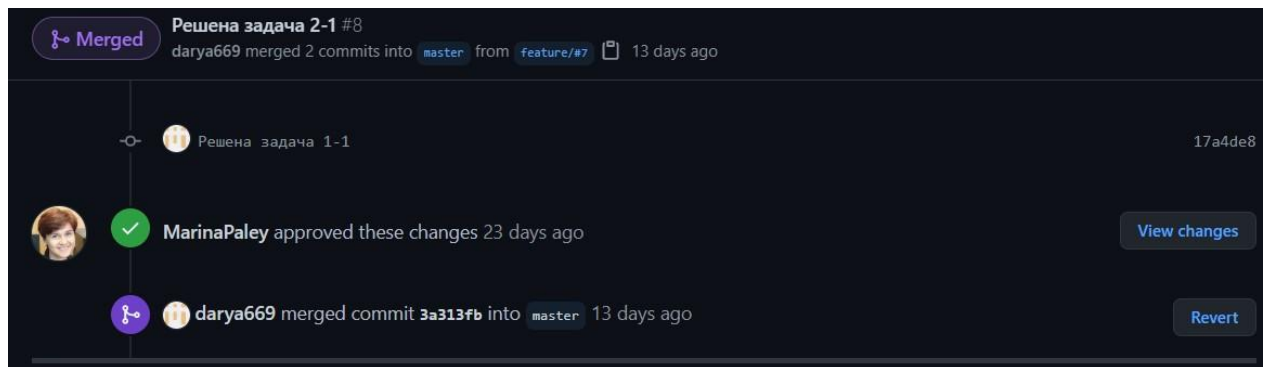 Merged
Решена задача 2-1 #8
darya669 merged 2 commits into master from feature/#7 13 days ago
Решена задача 1-1 17a4de8
MarinaPaley approved these changes 23 days ago View changes
darya669 merged commit 3a313fb into master 13 days ago Revert